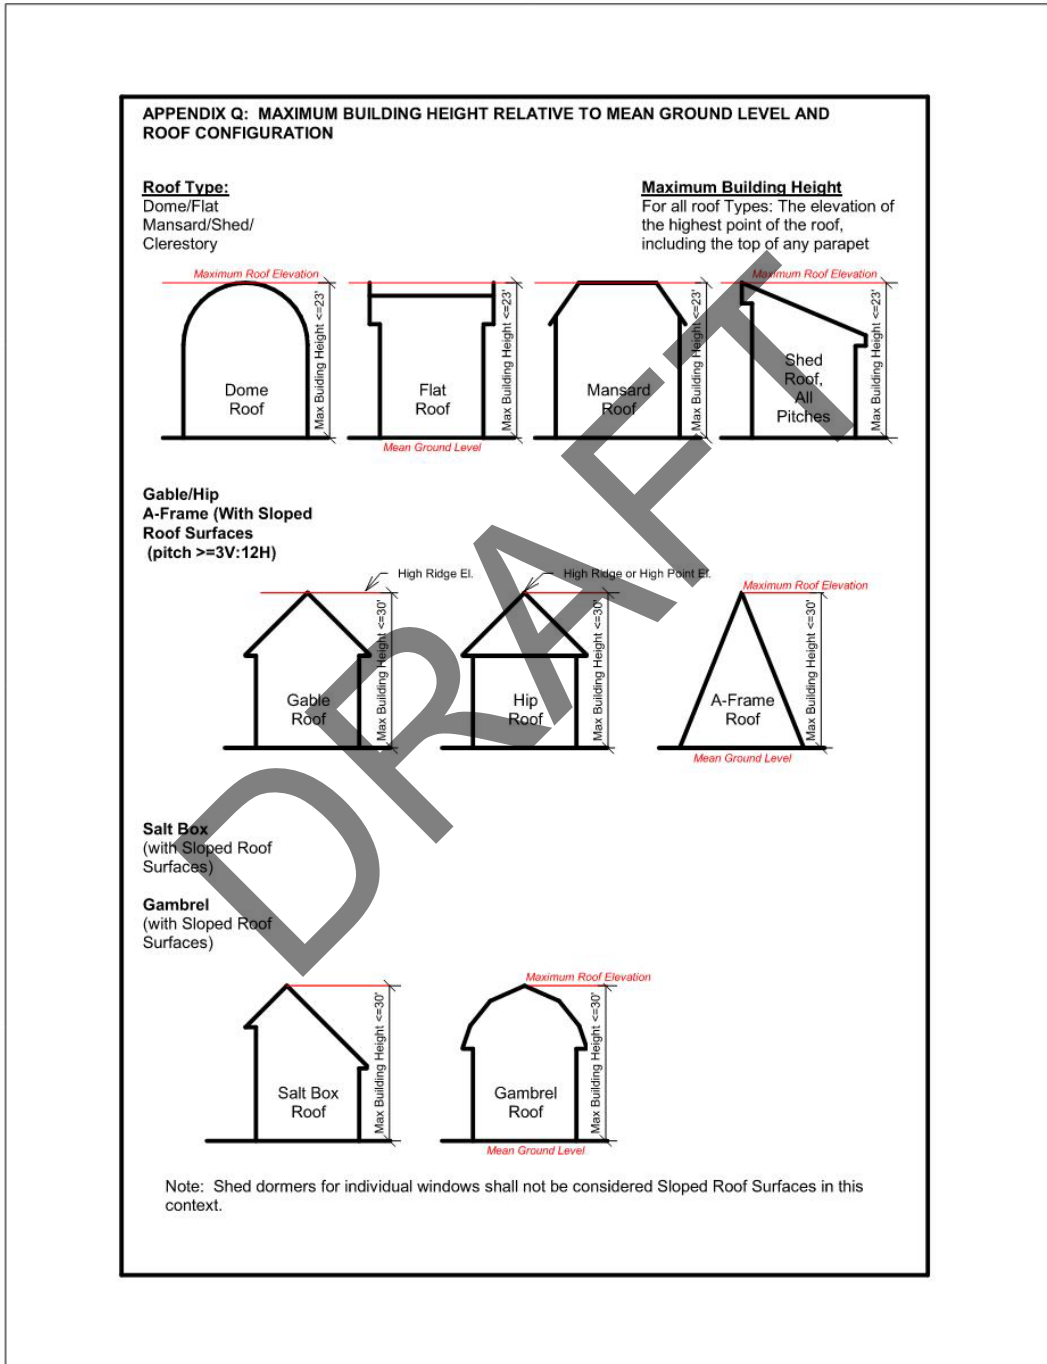 APPENDIX Q: MAXIMUM BUILDING HEIGHT RELATIVE TO MEAN GROUND LEVEL AND
ROOF CONFIGURATION
Roof Type:
Dome/Flat
Mansard/Shed/
Clerestory
Maximum Building Height
For all roof Types: The elevation of
the highest point of the roof,
including the top of any parapet
Maximum Roof Elevation
Maximum Roof Elevation
Dome
Roof
Max Building Height <=23'
Flat
Roof
Max Building Height <=23'
Mansard
Roof
Max Building Height <=23'
Shed
Roof,
All
Pitches
Max Building Height <=23'
Mean Ground Level
Gable/Hip
A-Frame (With Sloped
Roof Surfaces
(pitch >=3V:12H)
High Ridge El.
High Ridge or High Point El.
Maximum Roof Elevation
Gable
Roof
Max Building Height <=30'
Hip
Roof
Max Building Height <=30'
A-Frame
Roof
Max Building Height <=30'
Mean Ground Level
Salt Box
(with Sloped Roof
Surfaces)
Gambrel
(with Sloped Roof
Surfaces)
Maximum Roof Elevation
Salt Box
Roof
Max Building Height <=30'
Gambrel
Roof
Max Building Height <=30'
Mean Ground Level
Note: Shed dormers for individual windows shall not be considered Sloped Roof Surfaces in this
context.
DRAFT